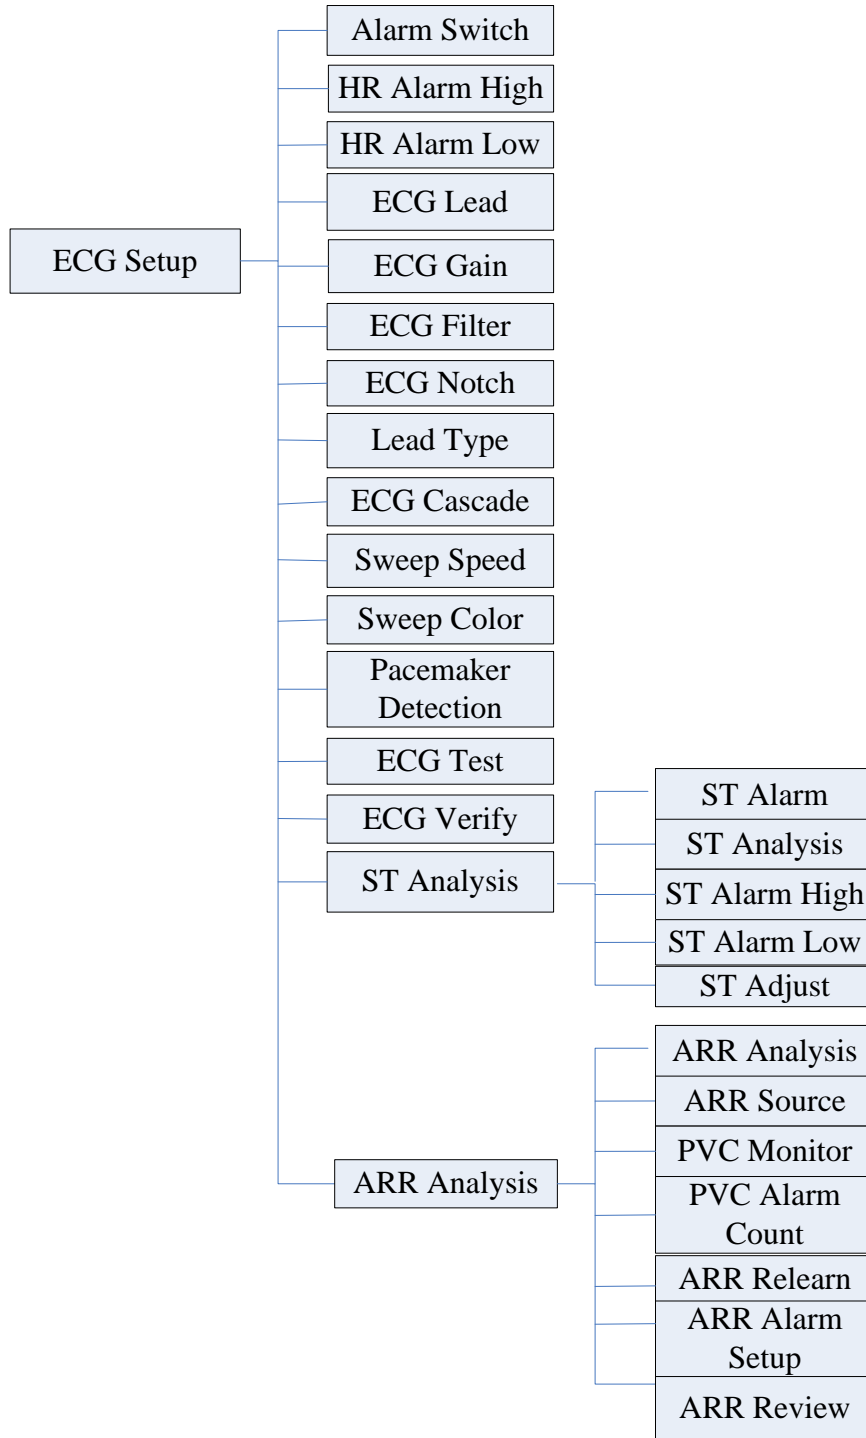 Alarm Switch
HR Alarm High
HR Alarm Low
ECG Lead
ECG Setup
ECG Gain
ECG Filter
ECG Notch
Lead Type
ECG Cascade
Sweep Speed
Sweep Color
Pacemaker
Detection
ECG Test
ECG Verify
ST Analysis
ST Alarm
ST Analysis
ST Alarm High
ST Alarm Low
ST Adjust
ARR Analysis
ARR Analysis
ARR Source
PVC Monitor
PVC Alarm
Count
ARR Relearn
ARR Alarm
Setup
ARR Review